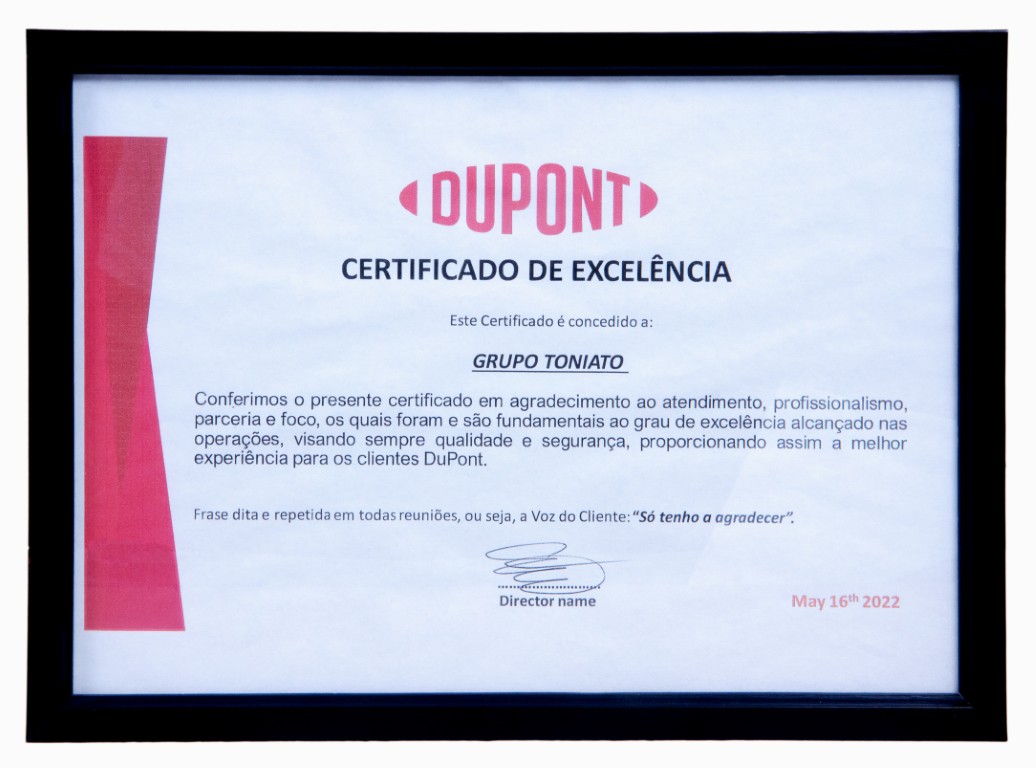 DUPONT
CERTIFICADO DE EXCELÊNCIA
Este Certificado é concedido a:
GRUPO TONIATO
Conferimos o presente certificado em agradecimento ao atendimento, profissionalismo,
parceria e foco, os quais foram e são fundamentais ao grau de excelência alcançado nas
operações, visando sempre qualidade e segurança, proporcionando assim a melhor
experiência para os clientes DuPont.
Frase dita e repetida em todas reuniões, ou seja, a Voz do Cliente: “Só tenho a agradecer”.
Director name
May 16th 2022